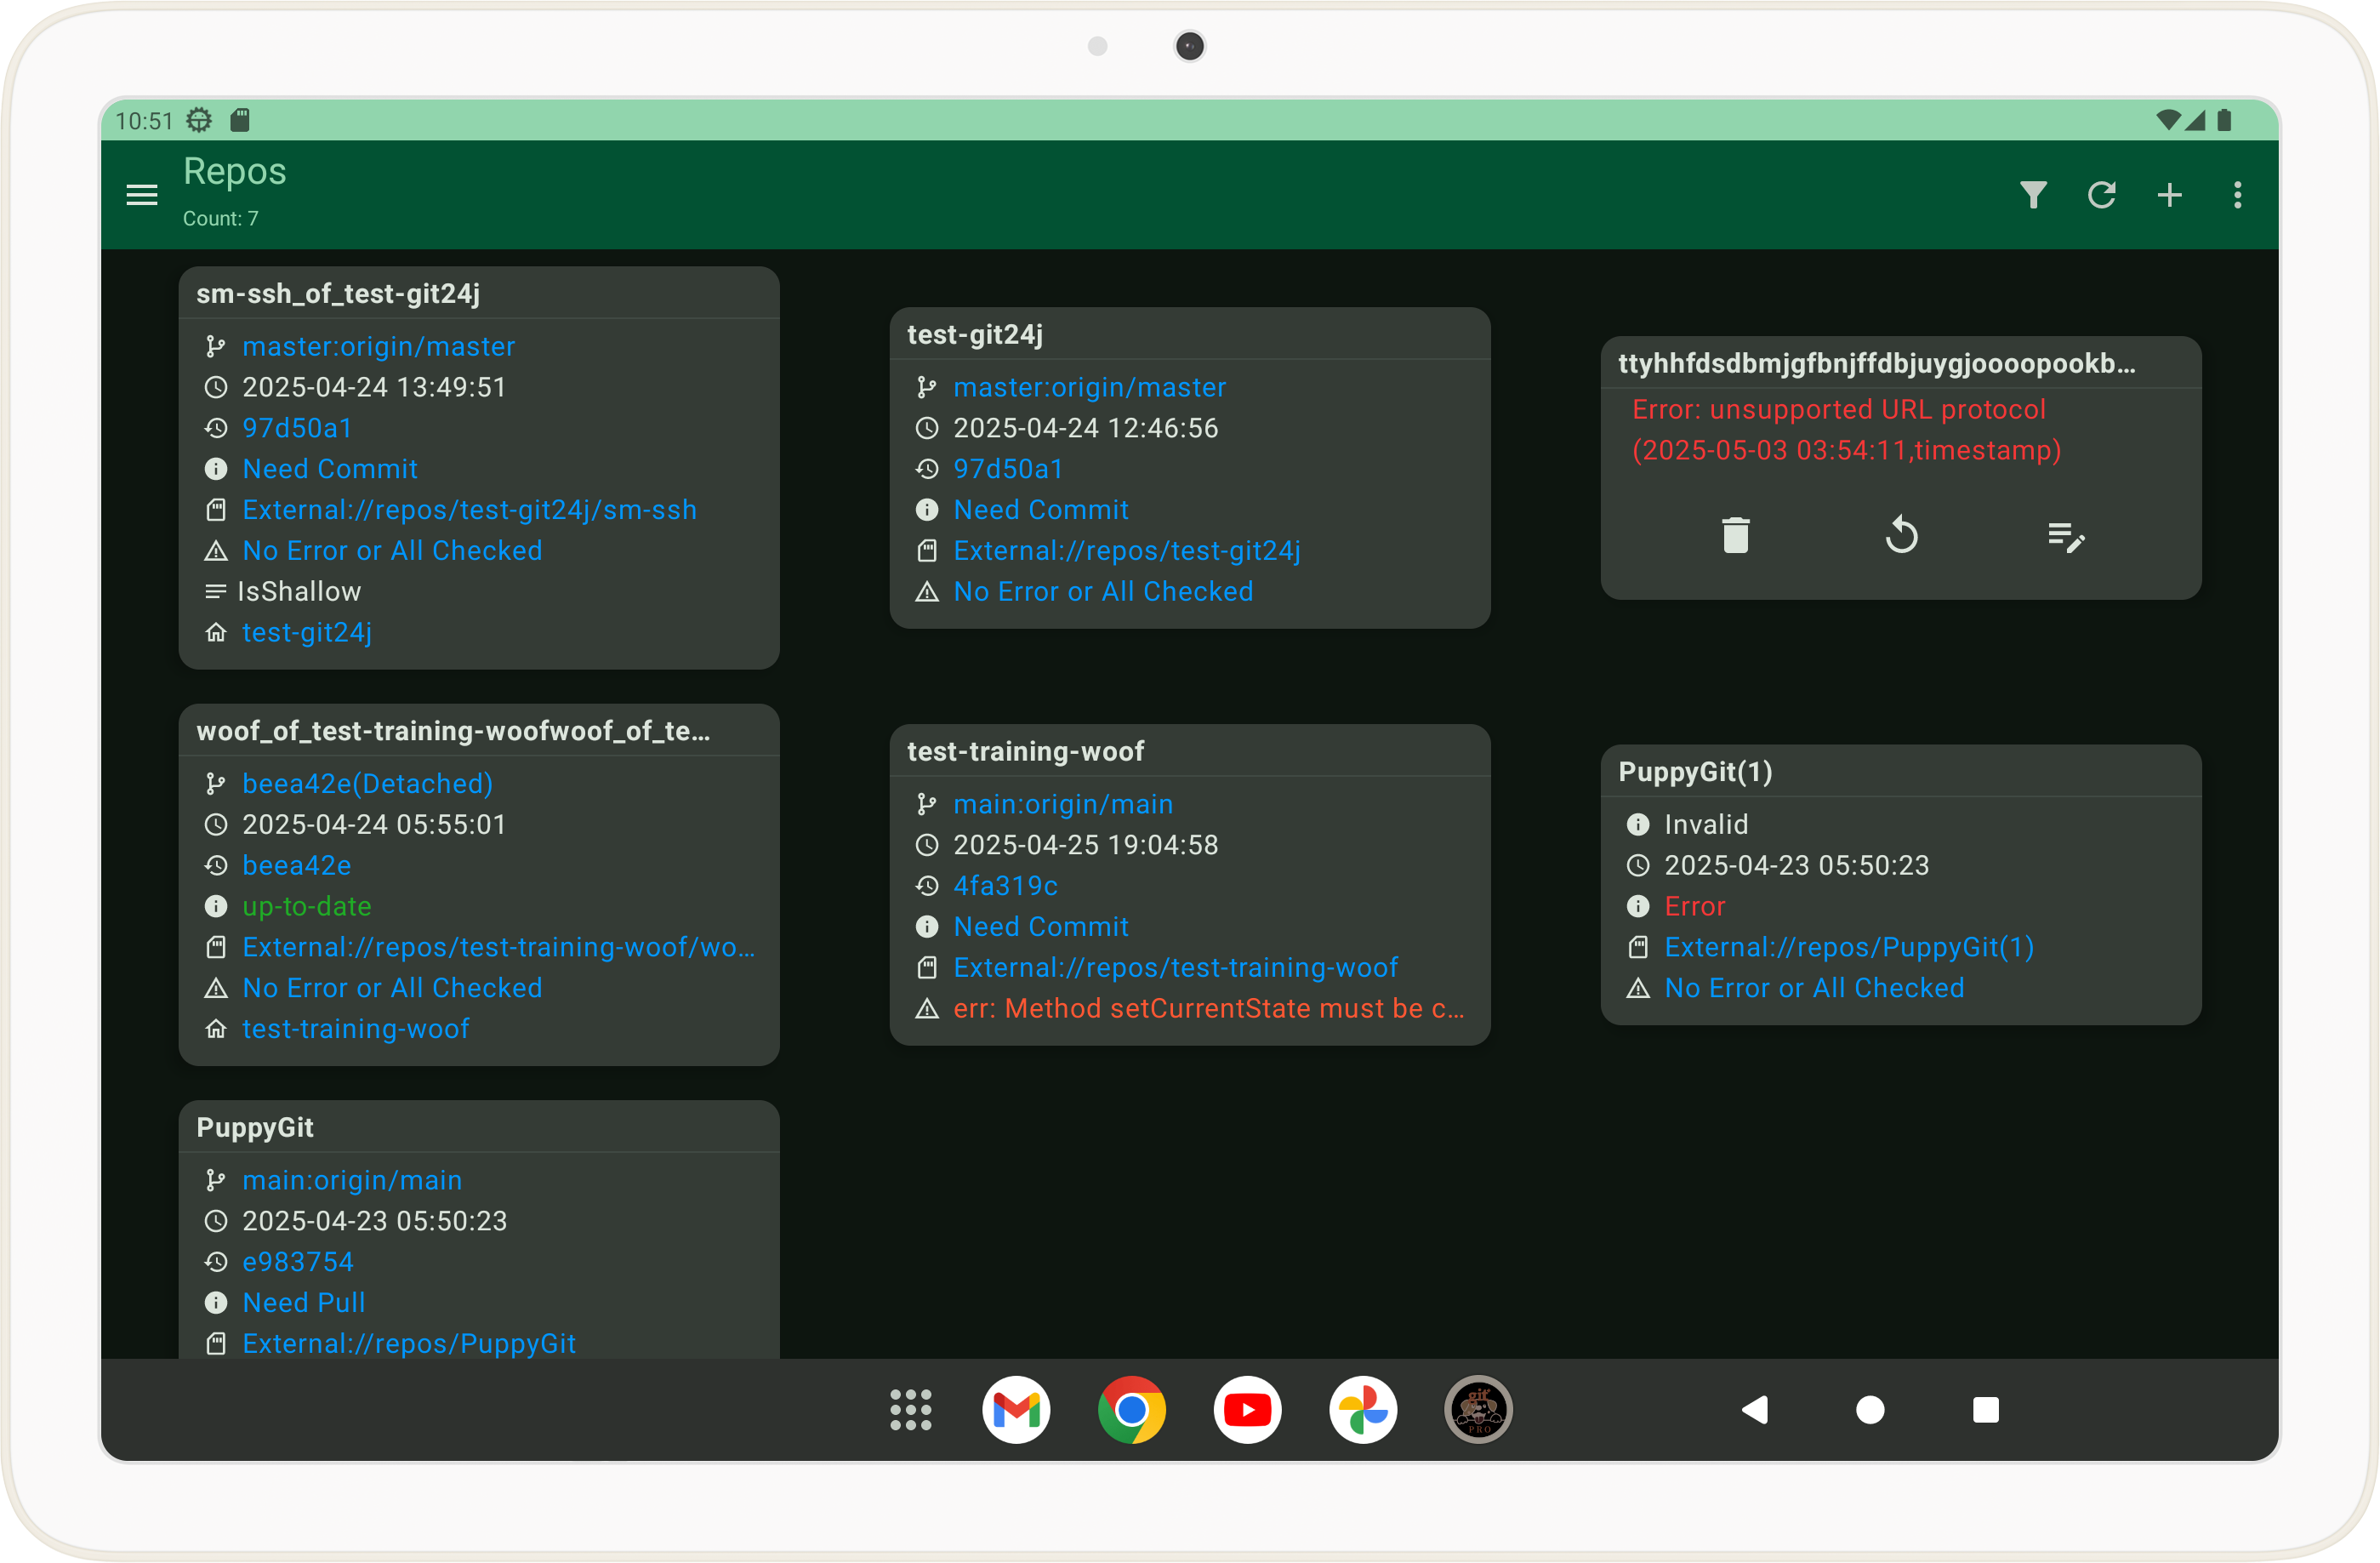 10:51
Repos
Count: 7
sm-ssh_of_test-git24j
master:origin/master
2025-04-24 13:49:51
97d50a1
Need Commit
External://repos/test-git24j/sm-ssh
No Error or All Checked
IsShallow
test-git24j
test-git24j
master:origin/master
2025-04-24 12:46:56
97d50a1
Need Commit
External://repos/test-git24j
No Error or All Checked
ttyhhfdsdbmjgfbnjffdbjuygjoooopookb…
Error: unsupported URL protocol
(2025-05-03 03:54:11,timestamp)
woof_of_test-training-woofwoof_of_te…
beea42e(Detached)
2025-04-24 05:55:01
beea42e
up-to-date
External://repos/test-training-woof/wo…
No Error or All Checked
test-training-woof
test-training-woof
main:origin/main
2025-04-25 19:04:58
4fa319c
Need Commit
External://repos/test-training-woof
err: Method setCurrentState must be c…
PuppyGit(1)
Invalid
2025-04-23 05:50:23
Error
External://repos/PuppyGit(1)
No Error or All Checked
PuppyGit
main:origin/main
2025-04-23 05:50:23
e983754
Need Pull
External://repos/PuppyGit
git
PRO